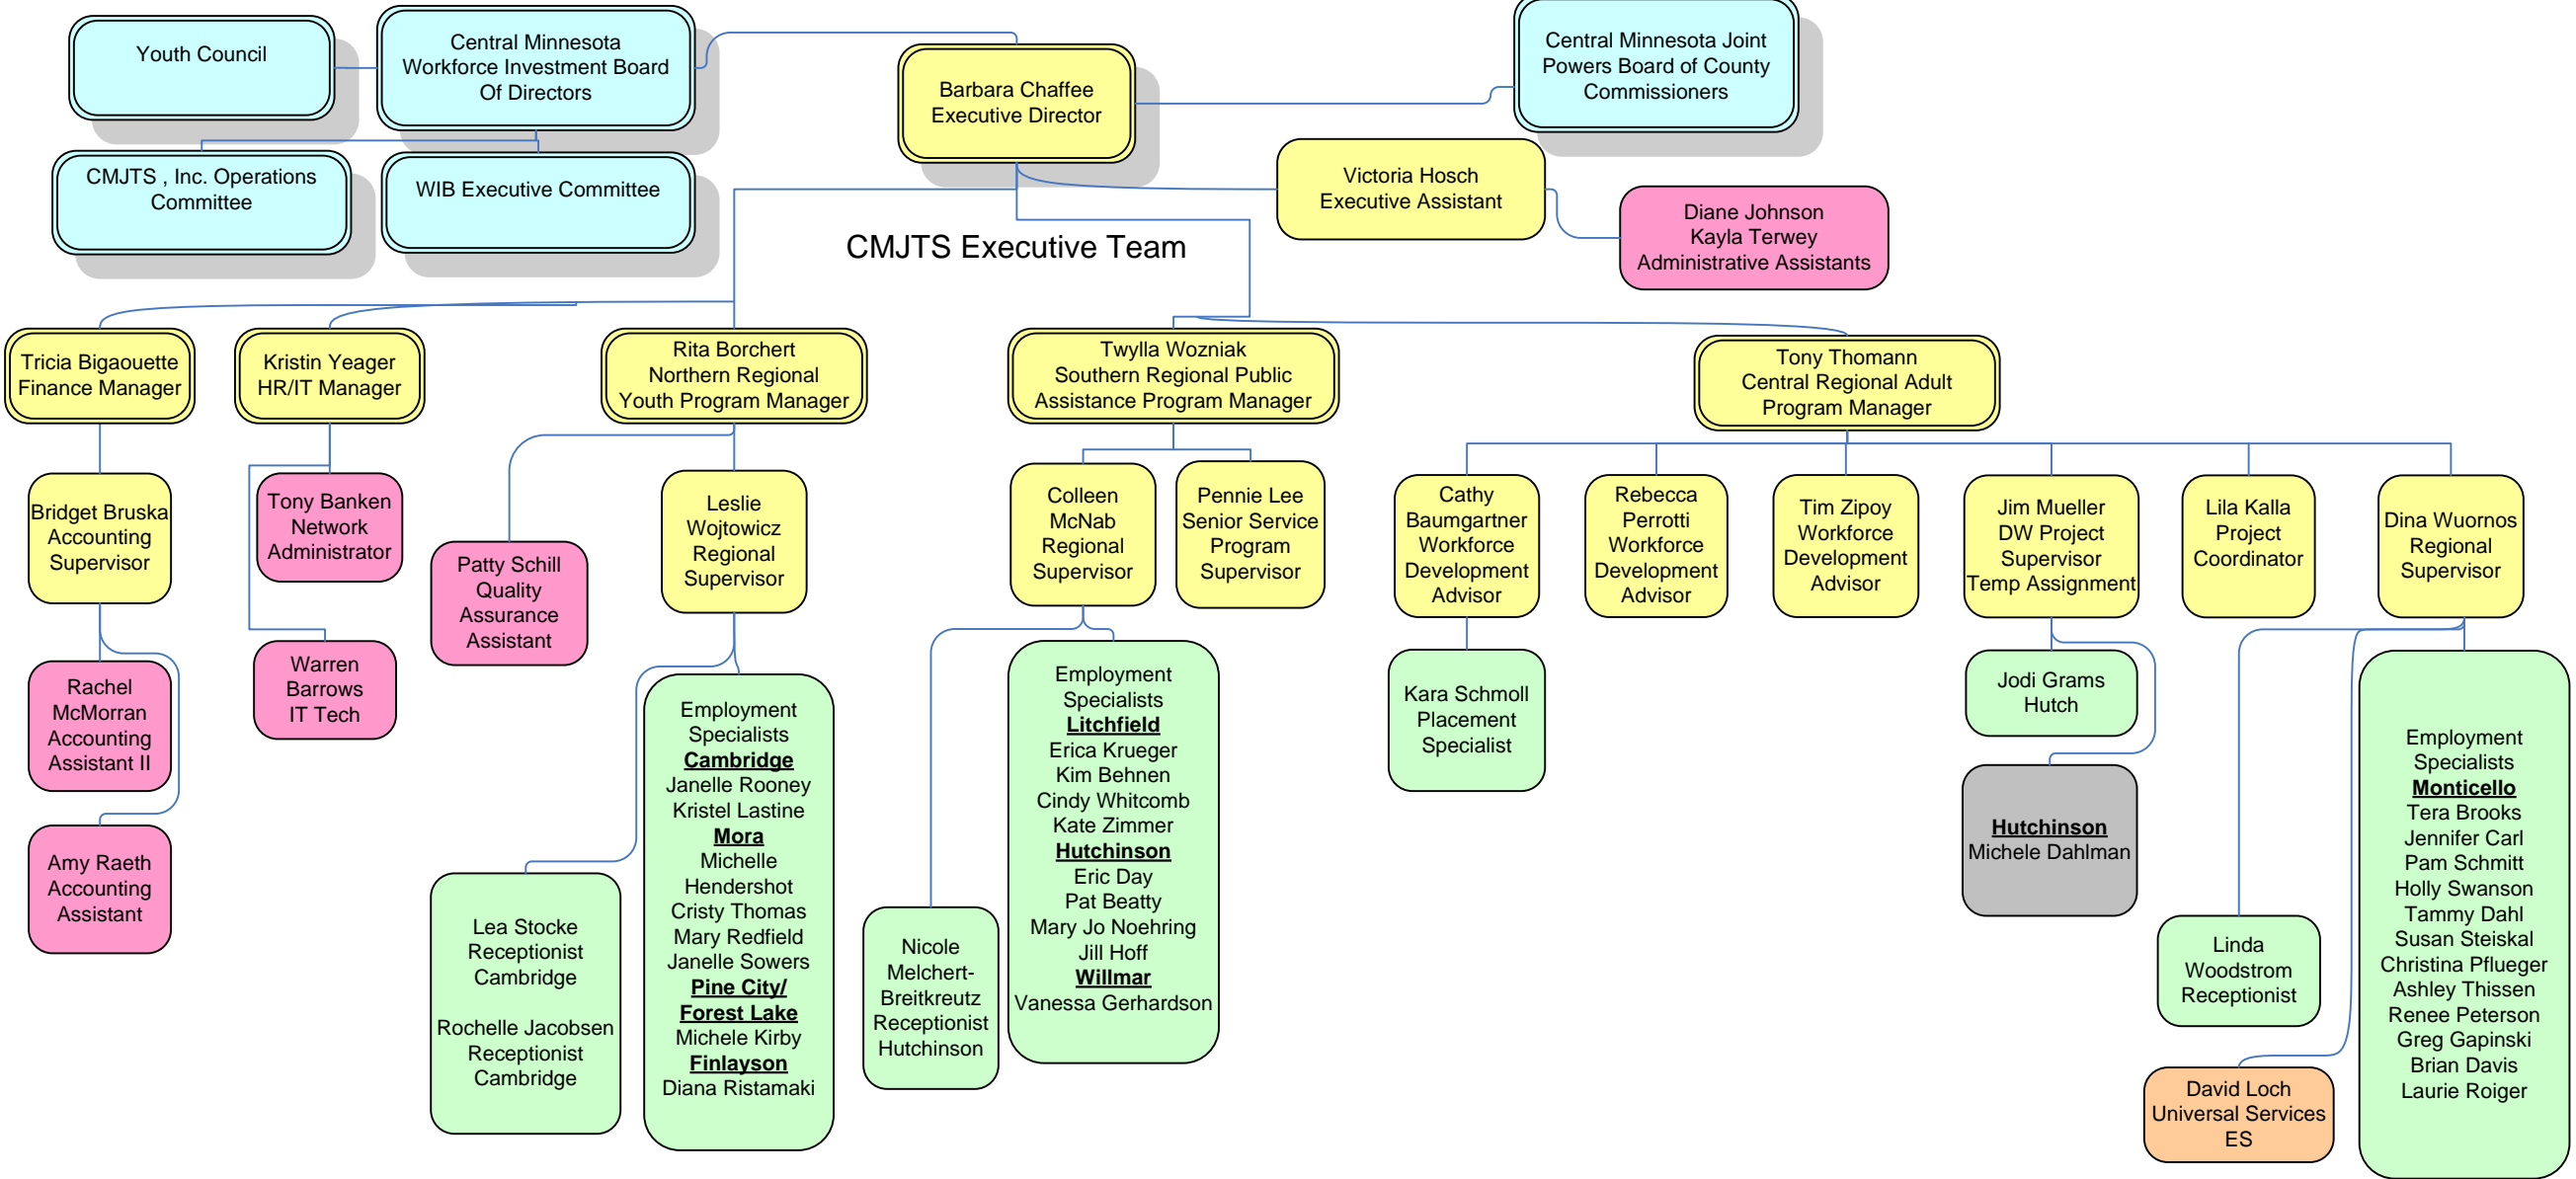 Youth Council
Central Minnesota
Workforce Investment Board
Of Directors
Barbara Chaffee
Executive Director
Central Minnesota Joint
Powers Board of County
Commissioners
CMJTS , Inc. Operations
Committee
WIB Executive Committee
Victoria Hosch
Executive Assistant
Diane Johnson
Kayla Terwey
Administrative Assistants
CMJTS Executive Team
Tricia Bigaouette
Finance Manager
Kristin Yeager
HR/IT Manager
Rita Borchert
Northern Regional
Youth Program Manager
Twylla Wozniak
Southern Regional Public
Assistance Program Manager
Tony Thomann
Central Regional Adult
Program Manager
Bridget Bruska
Accounting
Supervisor
Tony Banken
Network
Administrator
Patty Schill
Quality
Assurance
Assistant
Leslie
Wojtowicz
Regional
Supervisor
Colleen
McNab
Regional
Supervisor
Pennie Lee
Senior Service
Program
Supervisor
Cathy
Baumgartner
Workforce
Development
Advisor
Rebecca
Perrotti
Workforce
Development
Advisor
Tim Zipoy
Workforce
Development
Advisor
Jim Mueller
DW Project
Supervisor
Temp Assignment
Lila Kalla
Project
Coordinator
Dina Wuornos
Regional
Supervisor
Rachel
McMorran
Accounting
Assistant II
Warren
Barrows
IT Tech
Amy Raeth
Accounting
Assistant
Lea Stocke
Receptionist
Cambridge
Rochelle Jacobsen
Receptionist
Cambridge
Employment
Specialists
Cambridge
Janelle Rooney
Kristel Lastine
Mora
Michelle
Hendershot
Cristy Thomas
Mary Redfield
Janelle Sowers
Pine City/
Forest Lake
Michele Kirby
Finlayson
Diana Ristamaki
Nicole
Melchert-
Breitkreutz
Receptionist
Hutchinson
Employment
Specialists
Litchfield
Erica Krueger
Kim Behnen
Cindy Whitcomb
Kate Zimmer
Hutchinson
Eric Day
Pat Beatty
Mary Jo Noehring
Jill Hoff
Willmar
Vanessa Gerhardson
Kara Schmoll
Placement
Specialist
Jodi Grams
Hutch
Hutchinson
Michele Dahlman
Linda
Woodstrom
Receptionist
David Loch
Universal Services
ES
Employment
Specialists
Monticello
Tera Brooks
Jennifer Carl
Pam Schmitt
Holly Swanson
Tammy Dahl
Susan Steiskal
Christina Pflueger
Ashley Thissen
Renee Peterson
Greg Gapinski
Brian Davis
Laurie Roiger